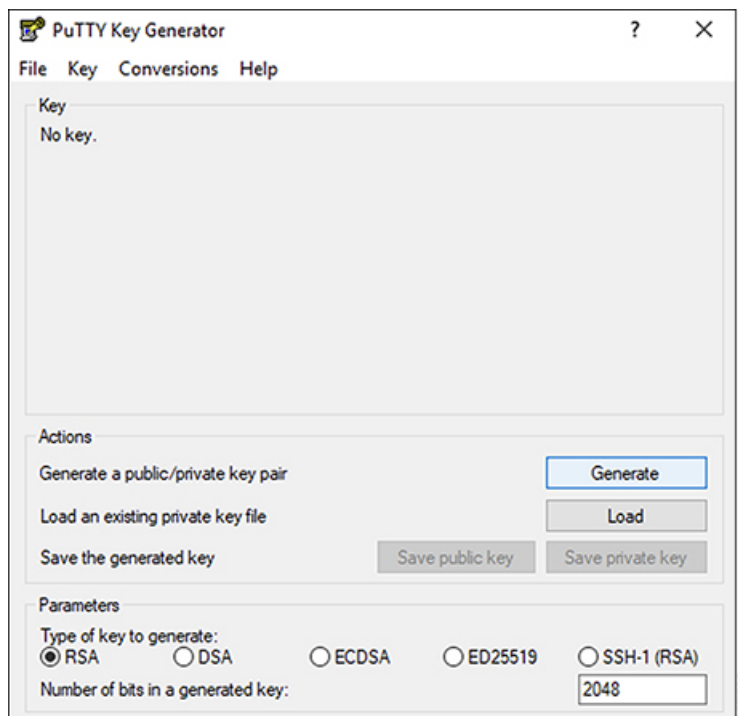 PuTTY Key Generator ? ×
File Key Conversions Help
Key
No key.
Actions
Generate a public/private key pair Generate
Load an existing private key file Load
Save the generated key Save public key Save private key
Parameters
Type of key to generate:
RSA DSA ECDSA ED25519 SSH-1 (RSA)
Number of bits in a generated key: 2048